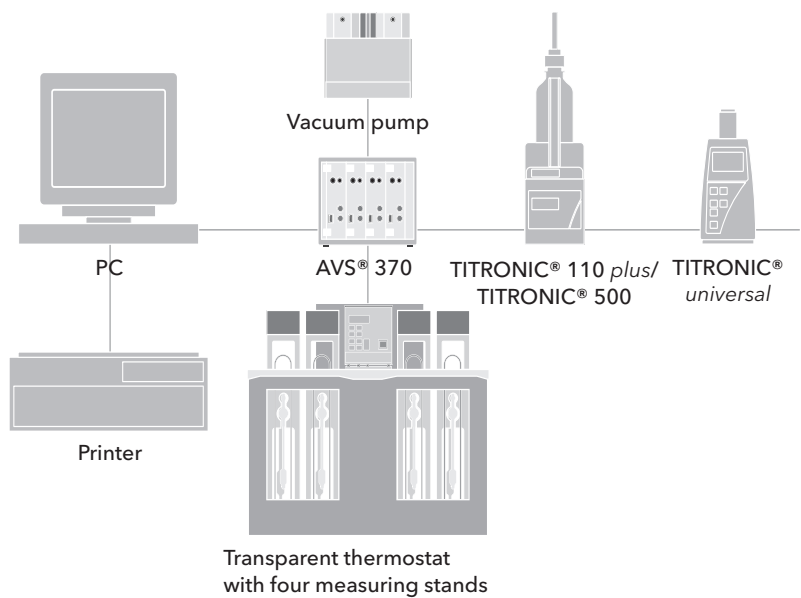 Vacuum pump
PC
AVS® 370
TITRONIC® 110 plus/
TITRONIC® 500
TITRONIC®
universal
Printer
Transparent thermostat
with four measuring stands